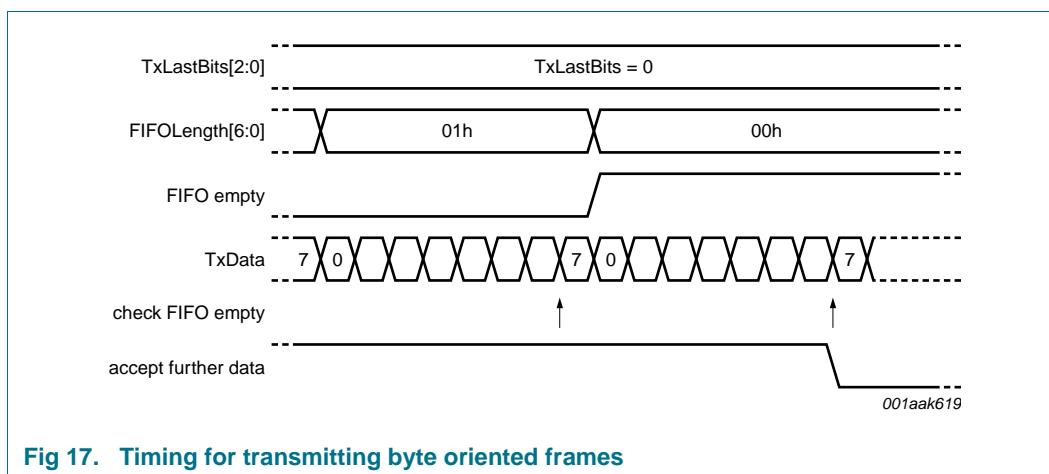 TxLastBits[2:0]
TxLastBits = 0
FIFOLength[6:0]
01h
00h
FIFO empty
TxData
7 0 7 0 7
check FIFO empty
accept further data
001aak619
Fig 17. Timing for transmitting byte oriented frames